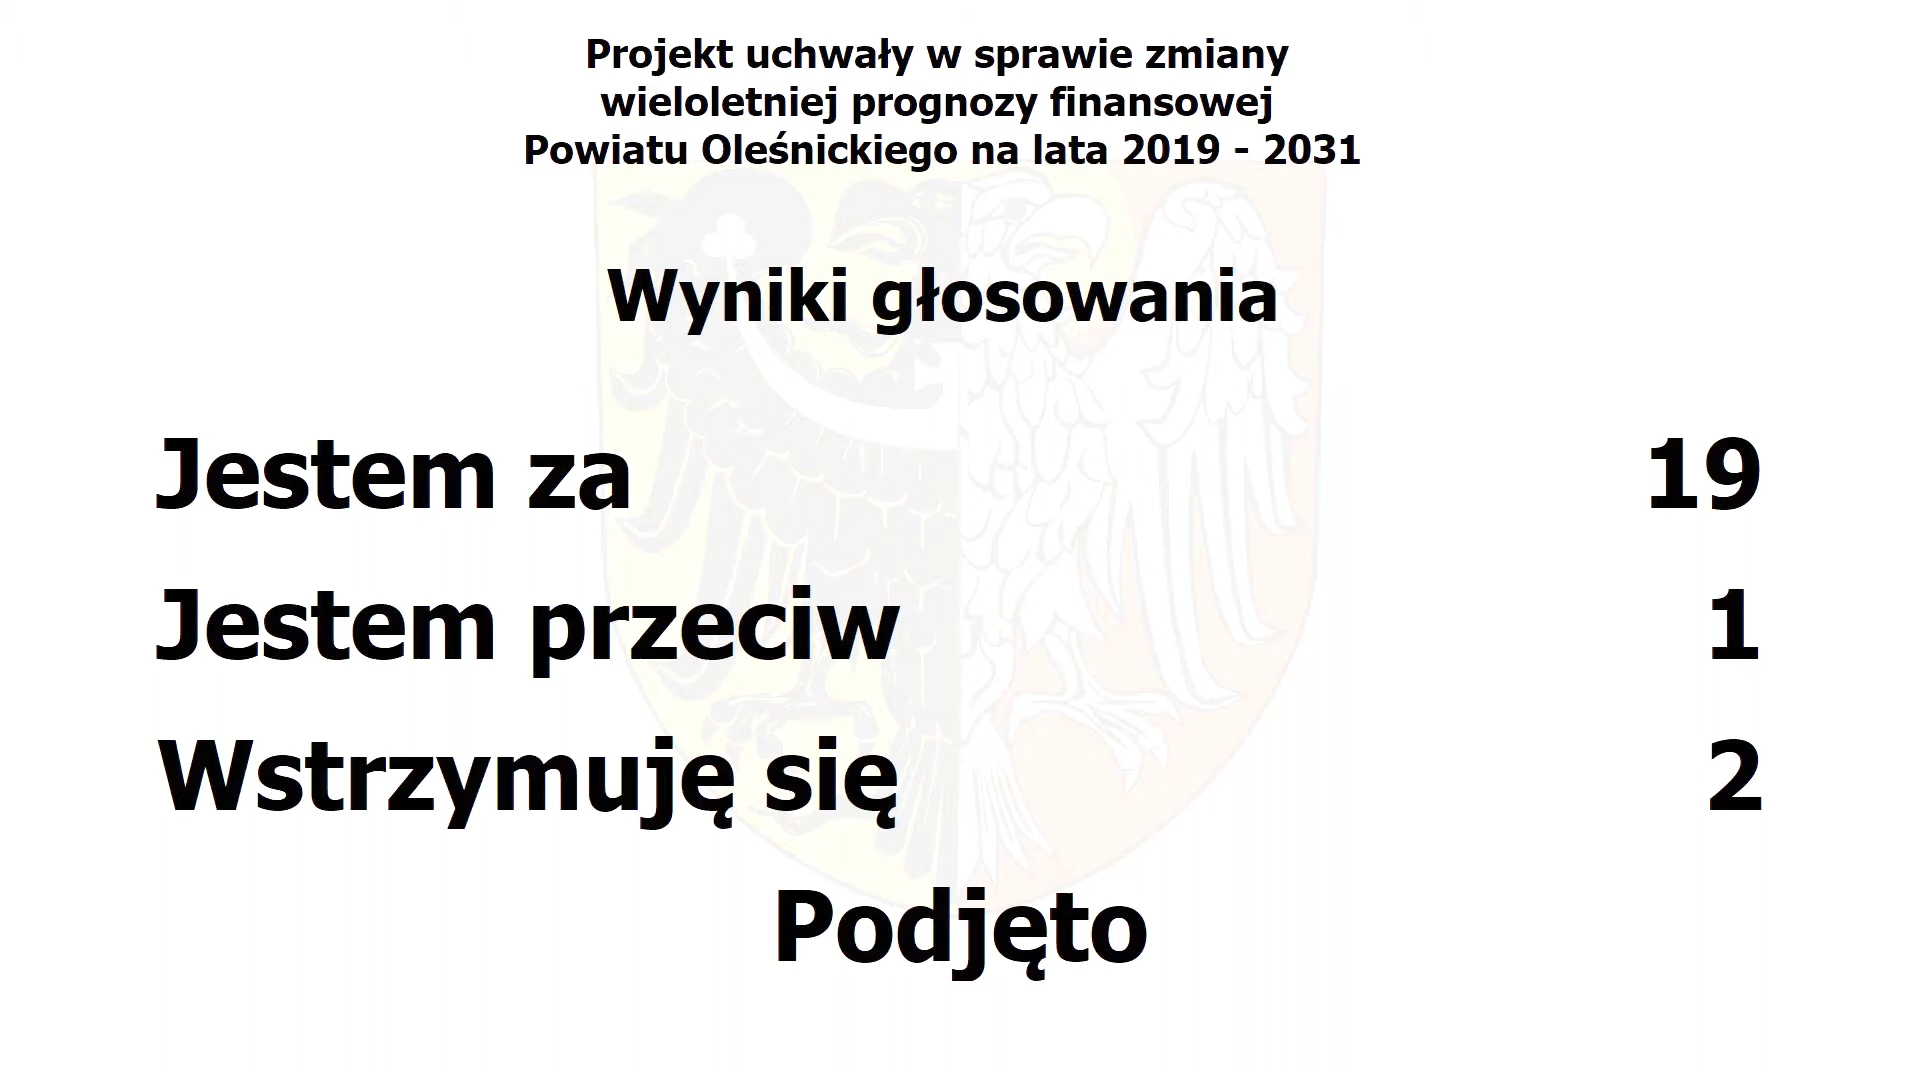 Projekt uchwały w sprawie zmiany
wieloletniej prognozy finansowej
Powiatu Oleśnickiego na lata 2019 - 2031
Wyniki głosowania
Jestem za 19
Jestem przeciw 1
Wstrzymuję się 2
Podjęto